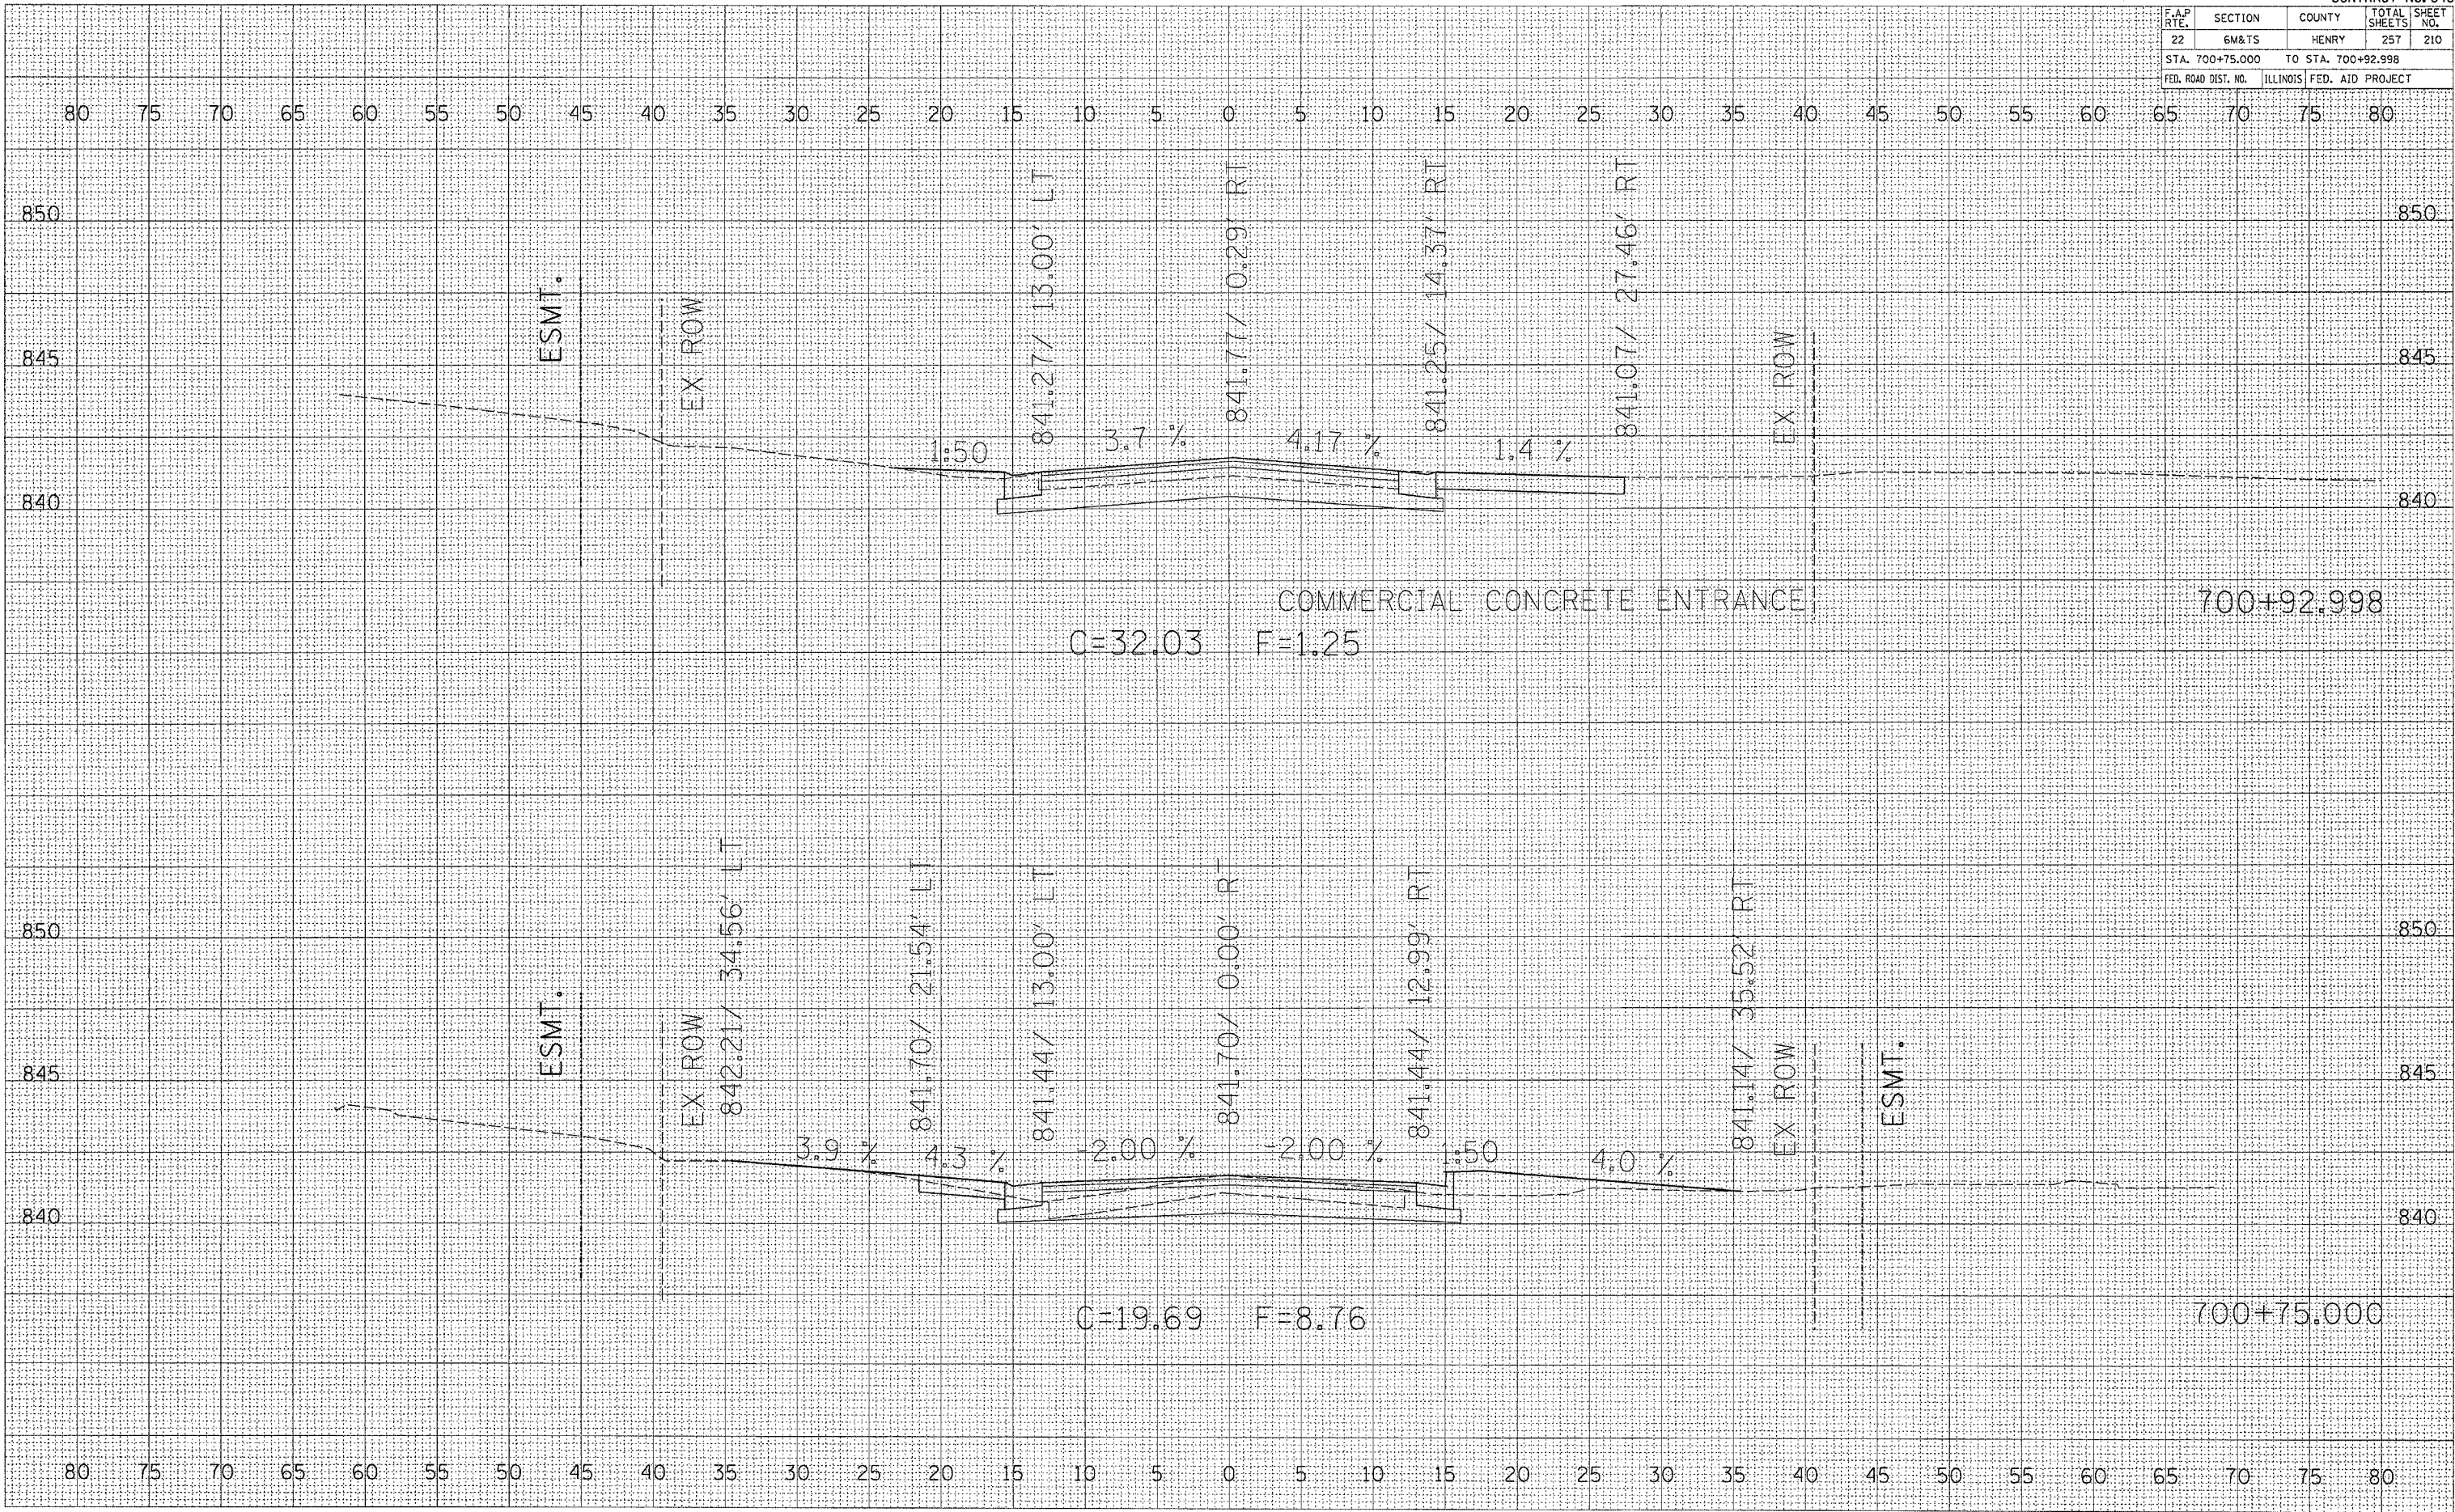 F.A.P. RTE. SECTION COUNTY TOTAL SHEETS SHEET NO.
22 6M&TS HENRY 257 210
STA. 700+75.000 TO STA. 700+92.998
FED. ROAD DIST. NO. ILLINOIS FED. AID PROJECT
80 75 70 65 60 55 50 45 40 35 30 25 20 15 10 5 0 5 10 15 20 25 30 35 40 45 50 55 60 65 70 75 80
850 850
845 845
840 840
ESMT.
EX ROW
841.27/ 13.00' LT
841.77/ 0.29' RT
841.25/ 14.37' RT
841.07/ 27.46' RT
EX ROW
1:50 3.7 % 4.17 % 1.4 %
COMMERCIAL CONCRETE ENTRANCE
700+92.998
C=32.03 F=1.25
850 850
845 845
840 840
ESMT.
EX ROW
842.21/ 34.56' LT
841.70/ 21.54' LT
841.44/ 13.00' LT
841.70/ 0.00' RT
841.44/ 12.99' RT
841.14/ 35.52' RT
EX ROW
ESMT.
3.9 % 4.3 % -2.00 % -2.00 % 1:50 4.0 %
C=19.69 F=8.76
700+75.000
80 75 70 65 60 55 50 45 40 35 30 25 20 15 10 5 0 5 10 15 20 25 30 35 40 45 50 55 60 65 70 75 80